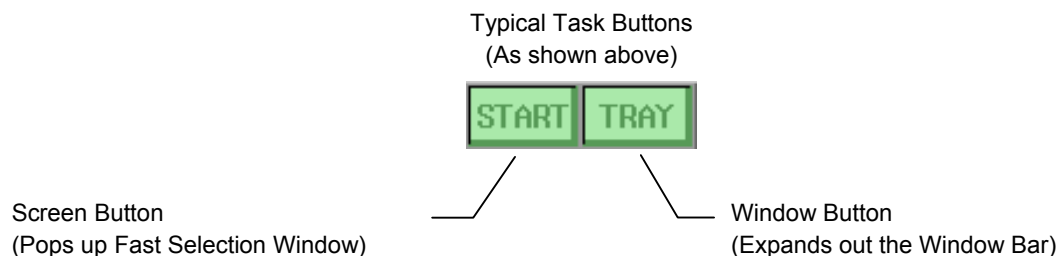 Typical Task Buttons
(As shown above)
START TRAY
Screen Button
(Pops up Fast Selection Window)
Window Button
(Expands out the Window Bar)